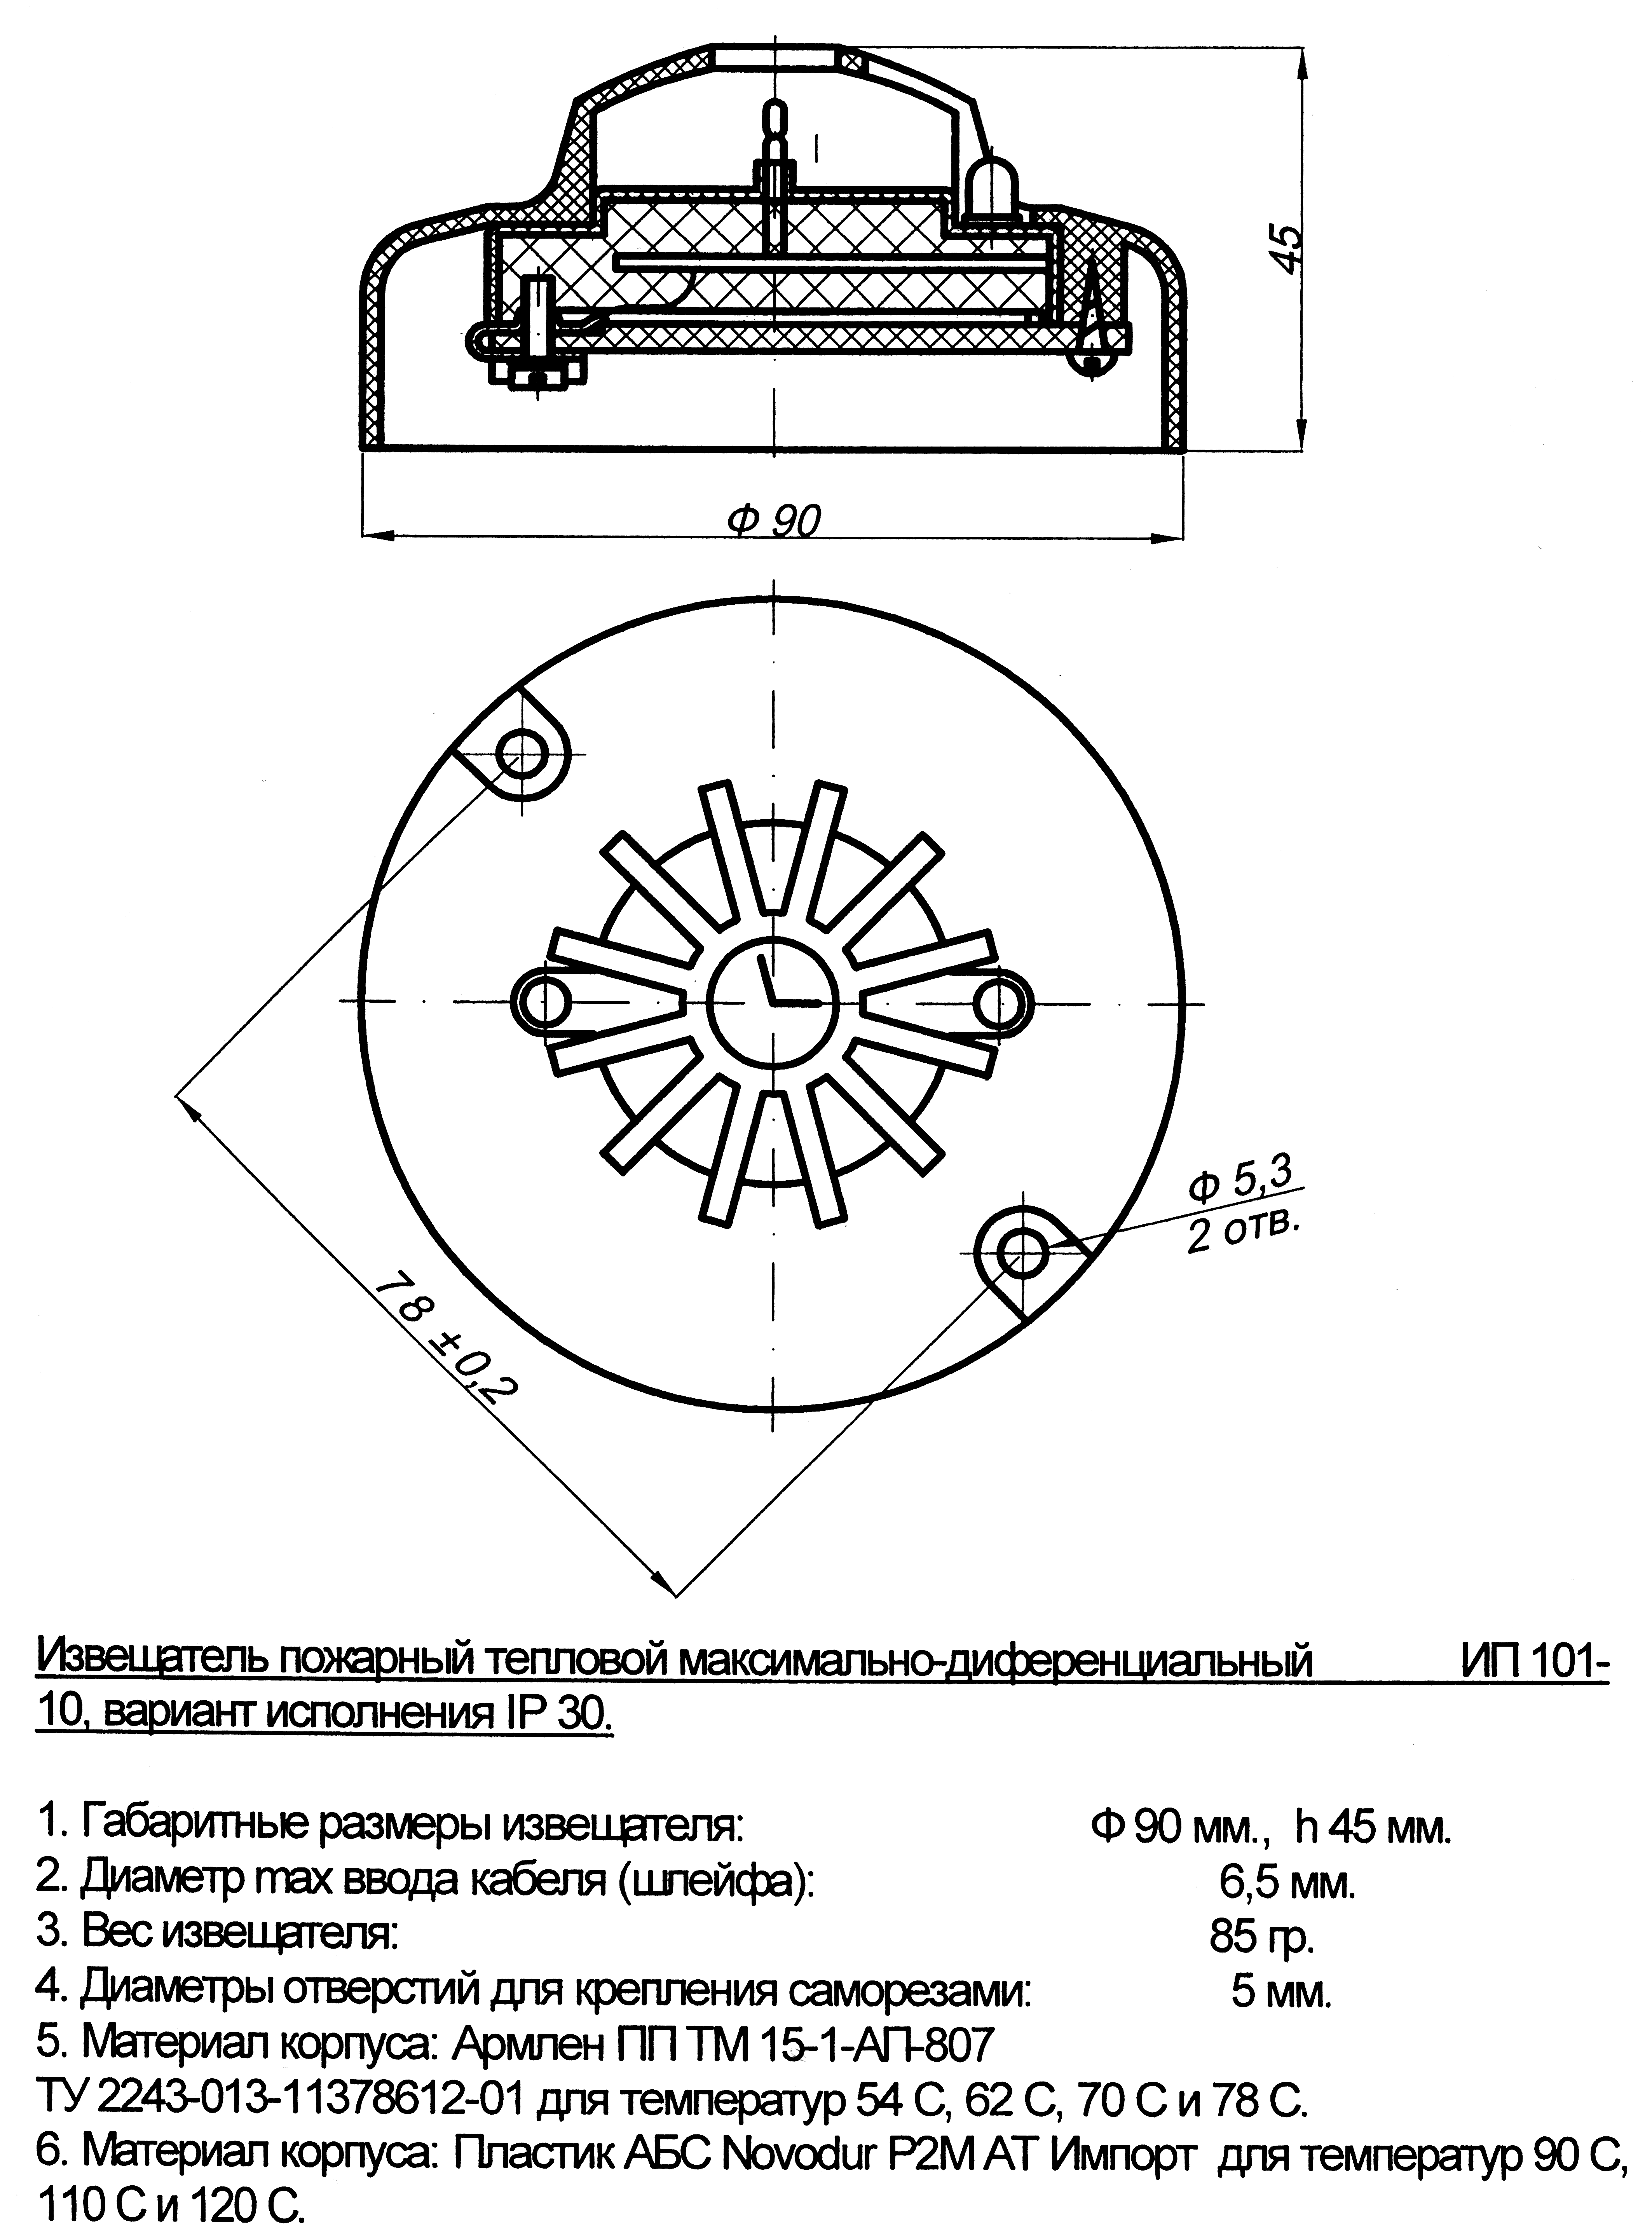 45
Ф 90
Ф 5,3
2 отв.
78 ±0,2
Извещатель пожарный тепловой максимально-диференциальный ИП 101-
10, вариант исполнения IP 30.
1. Габаритные размеры извещателя: Ф 90 мм., h 45 мм.
2. Диаметр max ввода кабеля (шлейфа): 6,5 мм.
3. Вес извещателя: 85 гр.
4. Диаметры отверстий для крепления саморезами: 5 мм.
5. Материал корпуса: Армлен ПП ТМ 15-1-АП-807
ТУ 2243-013-11378612-01 для температур 54 С, 62 С, 70 С и 78 С.
6. Материал корпуса: Пластик АБС Novodur P2M AT Импорт для температур 90 С,
110 С и 120 С.